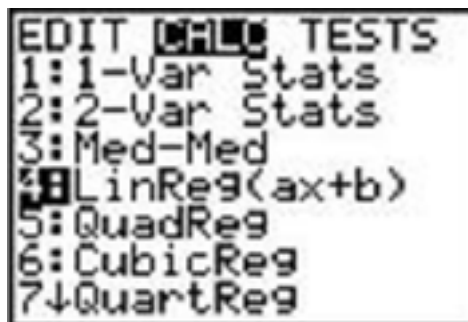 EDIT CALC TESTS
1:1-Var Stats
2:2-Var Stats
3:Med-Med
4:LinReg(ax+b)
5:QuadReg
6:CubicReg
7↓QuartReg